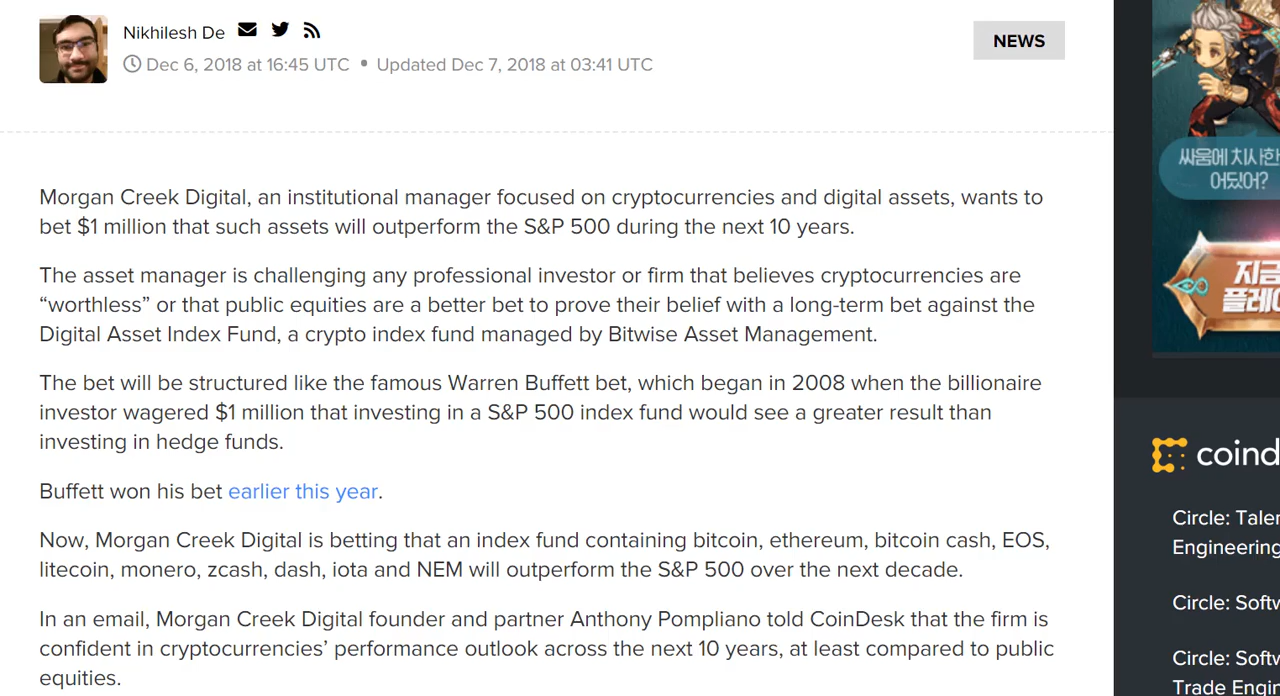 Nikhilesh De
Dec 6, 2018 at 16:45 UTC • Updated Dec 7, 2018 at 03:41 UTC
NEWS
Morgan Creek Digital, an institutional manager focused on cryptocurrencies and digital assets, wants to
bet $1 million that such assets will outperform the S&P 500 during the next 10 years.
The asset manager is challenging any professional investor or firm that believes cryptocurrencies are
“worthless” or that public equities are a better bet to prove their belief with a long-term bet against the
Digital Asset Index Fund, a crypto index fund managed by Bitwise Asset Management.
The bet will be structured like the famous Warren Buffett bet, which began in 2008 when the billionaire
investor wagered $1 million that investing in a S&P 500 index fund would see a greater result than
investing in hedge funds.
Buffett won his bet earlier this year.
Now, Morgan Creek Digital is betting that an index fund containing bitcoin, ethereum, bitcoin cash, EOS,
litecoin, monero, zcash, dash, iota and NEM will outperform the S&P 500 over the next decade.
In an email, Morgan Creek Digital founder and partner Anthony Pompliano told CoinDesk that the firm is
confident in cryptocurrencies’ performance outlook across the next 10 years, at least compared to public
equities.
싸움에 치사한
어딨어?
지금
플레이
coind
Circle: Talen
Engineering
Circle: Softw
Circle: Softw
Trade Engin